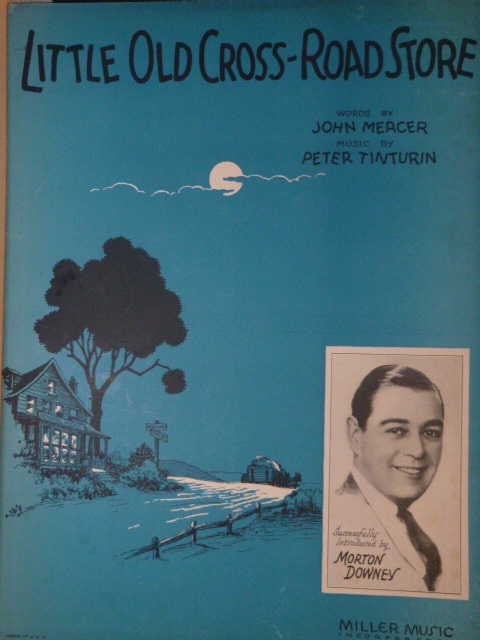 LITTLE OLD CROSS-ROAD STORE
WORDS BY
JOHN MERCER
MUSIC BY
PETER TINTURIN
Successfully
Introduced by
MORTON
DOWNEY
MILLER MUSIC
INCORPORATED